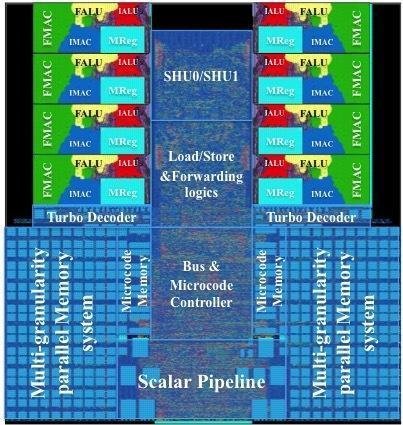 FMAC
FALU
IALU
IMAC
MReg
FMAC
FALU
IALU
IMAC
MReg
FMAC
FALU
IALU
IMAC
MReg
FMAC
FALU
IALU
IMAC
MReg
SHU0/SHU1
Load/Store
&Forwarding
logics
IALU
FALU
FMAC
MReg
IMAC
IALU
FALU
FMAC
MReg
IMAC
IALU
FALU
FMAC
MReg
IMAC
IALU
FALU
FMAC
MReg
IMAC
Turbo Decoder
Turbo Decoder
Multi-granularity
parallel Memory
system
Microcode
Memory
Bus &
Microcode
Controller
Microcode
Memory
Multi-granularity
parallel Memory
system
Scalar Pipeline